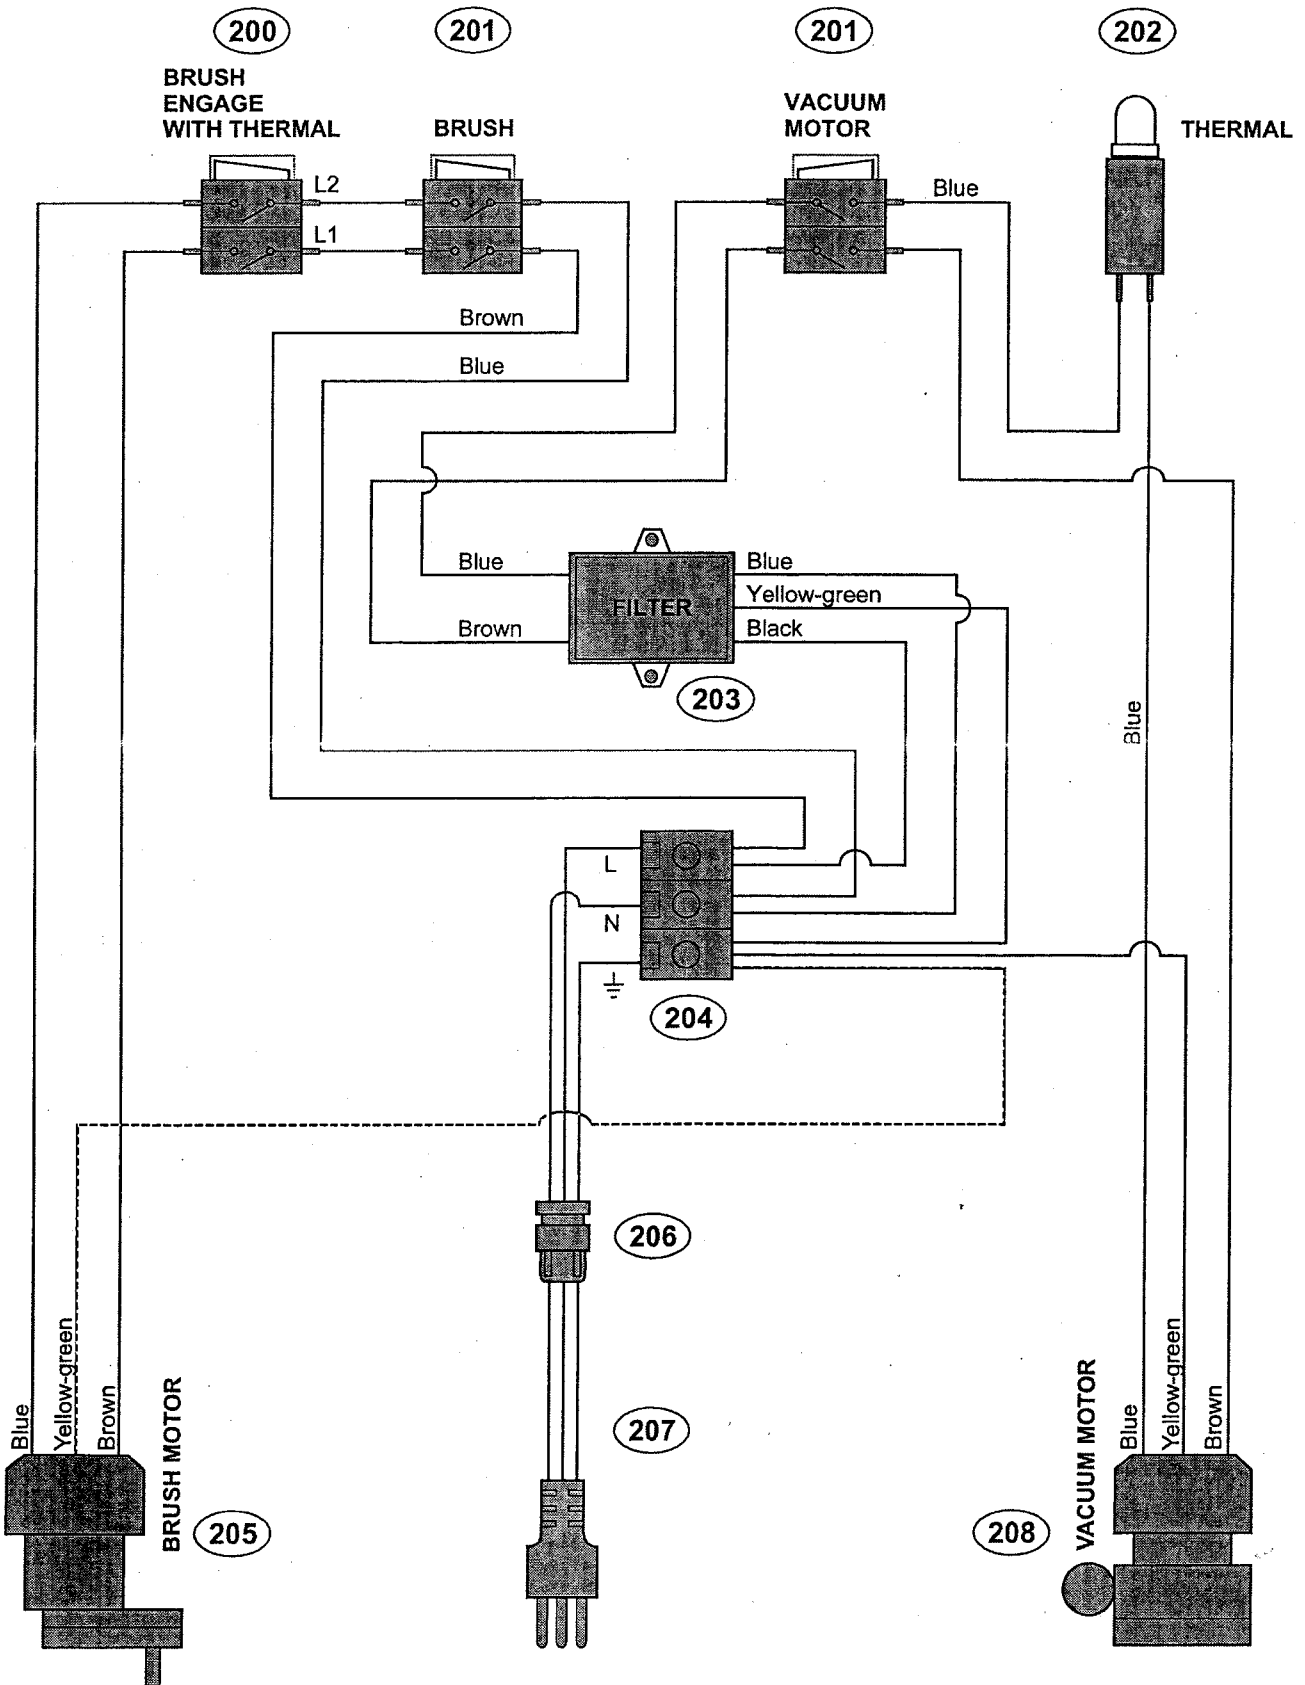 200
201
201
202
BRUSH
ENGAGE
WITH THERMAL
BRUSH
VACUUM
MOTOR
THERMAL
L2
L1
Blue
Brown
Blue
Blue
Brown
FILTER
Blue
Yellow-green
Black
203
Blue
L
N
204
206
207
Blue
Yellow-green
Brown
BRUSH MOTOR
205
208
VACUUM MOTOR
Blue
Yellow-green
Brown